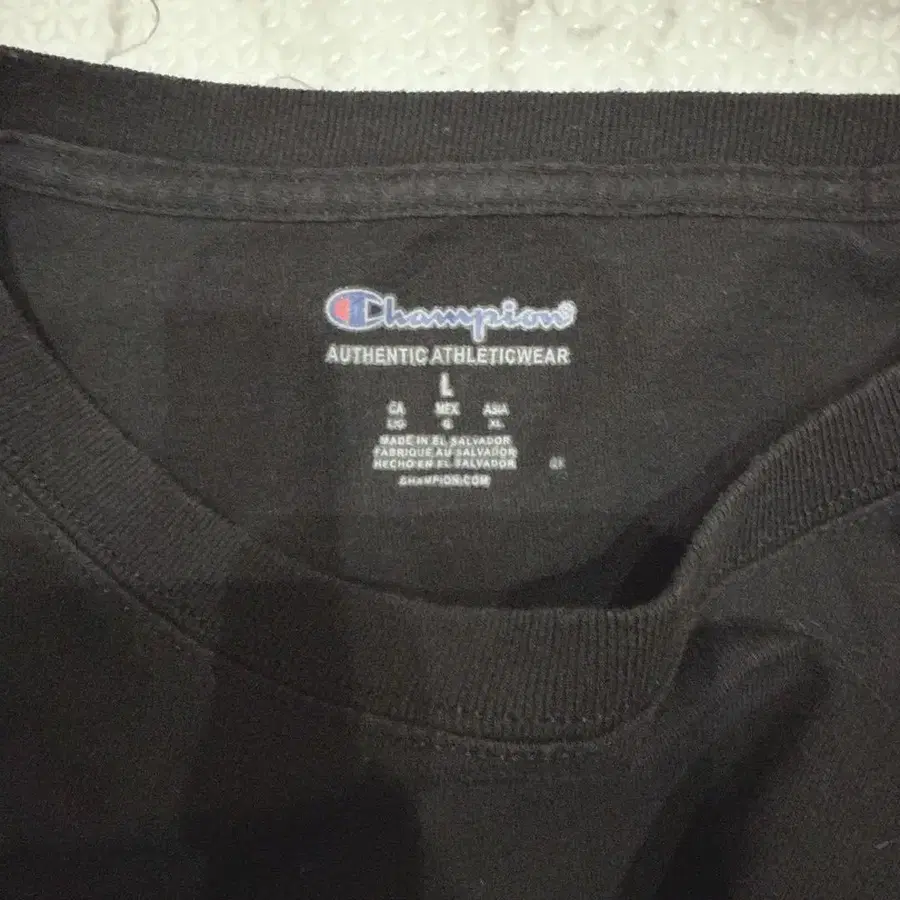 Champion®
AUTHENTIC ATHLETICWEAR
L
CA MEX ASIA
L/G G XL
MADE IN EL SALVADOR
FABRIQUE AU SALVADOR
HECHO EN EL SALVADOR
CHAMPION.COM